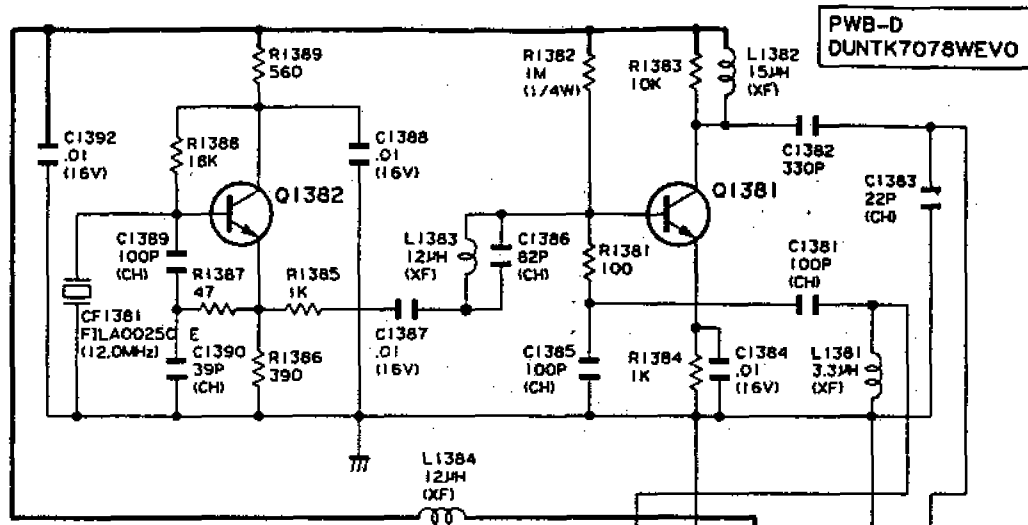 PWB-D
DUNTK7078WEV0
R1389
560
R1382
1M
(1/4W)
R1383
10K
L1382
15µH
(XF)
C1392
.01
(16V)
R1388
18K
C1388
.01
(16V)
C1382
330P
Q1382
Q1381
C1383
22P
(CH)
C1389
100P
(CH)
L1383
12µH
(XF)
C1386
82P
(CH)
R1381
100
C1381
100P
(CH)
R1387
47
R1385
1K
CF1381
FILA0025C E
(12.0MHz)
C1390
39P
(CH)
R1386
390
C1387
.01
(16V)
C1385
100P
(CH)
R1384
1K
C1384
.01
(16V)
L1381
3.3µH
(XF)
L1384
12µH
(XF)